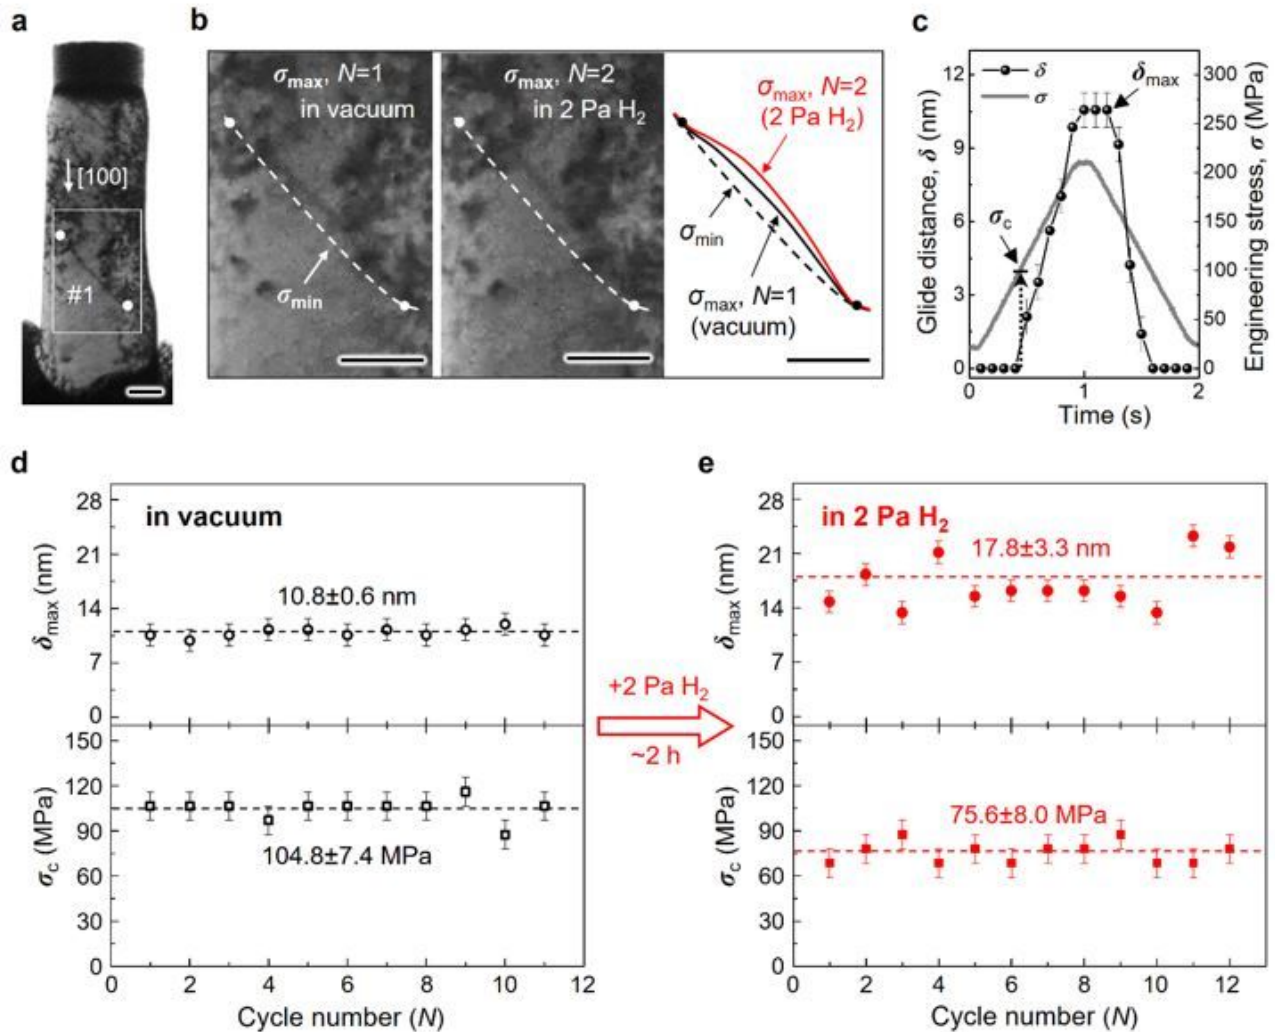 a
[100]
#1
b
σmax, N=1
in vacuum
σmin
σmax, N=2
in 2 Pa H₂
σmax, N=2
(2 Pa H₂)
σmin
σmax, N=1
(vacuum)
c
δ
σ
δmax
σc
Glide distance, δ (nm)
12
9
6
3
0
Engineering stress, σ (MPa)
300
250
200
150
100
50
0
0 1 2
Time (s)
d
in vacuum
10.8±0.6 nm
δmax (nm)
28
21
14
7
0
104.8±7.4 MPa
σc (MPa)
150
120
90
60
30
0
0 2 4 6 8 10 12
Cycle number (N)
+2 Pa H₂
~2 h
e
in 2 Pa H₂
17.8±3.3 nm
δmax (nm)
28
21
14
7
0
75.6±8.0 MPa
σc (MPa)
150
120
90
60
30
0
0 2 4 6 8 10 12
Cycle number (N)